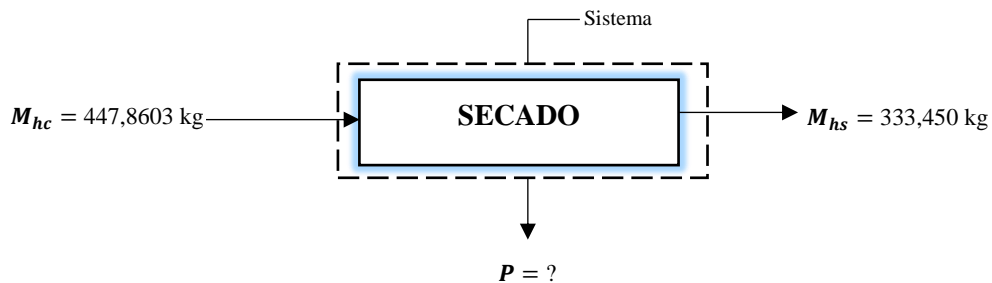 Sistema
SECADO
M_hc = 447,8603 kg
M_hs = 333,450 kg
P = ?